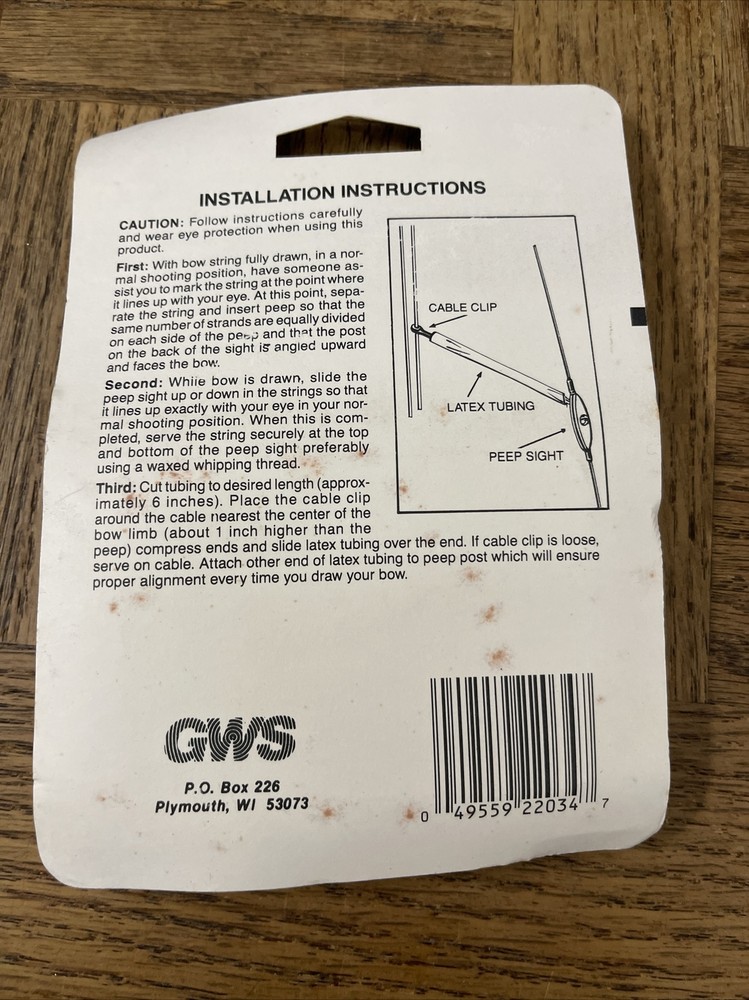 INSTALLATION INSTRUCTIONS
CAUTION: Follow instructions carefully
and wear eye protection when using this
product.
First: With bow string fully drawn, in a nor-
mal shooting position, have someone as-
sist you to mark the string at the point where
it lines up with your eye. At this point, sepa-
rate the string and insert peep so that the
same number of strands are equally divided
on each side of the peep and that the post
on the back of the sight is angled upward
and faces the bow.
Second: While bow is drawn, slide the
peep sight up or down in the strings so that
it lines up exactly with your eye in your nor-
mal shooting position. When this is com-
pleted, serve the string securely at the top
and bottom of the peep sight preferably
using a waxed whipping thread.
Third: Cut tubing to desired length (approx-
imately 6 inches). Place the cable clip
around the cable nearest the center of the
bow limb (about 1 inch higher than the
peep) compress ends and slide latex tubing over the end. If cable clip is loose,
serve on cable. Attach other end of latex tubing to peep post which will ensure
proper alignment every time you draw your bow.
CABLE CLIP
LATEX TUBING
PEEP SIGHT
GWS
P.O. Box 226
Plymouth, WI 53073
0 49559 22034 7